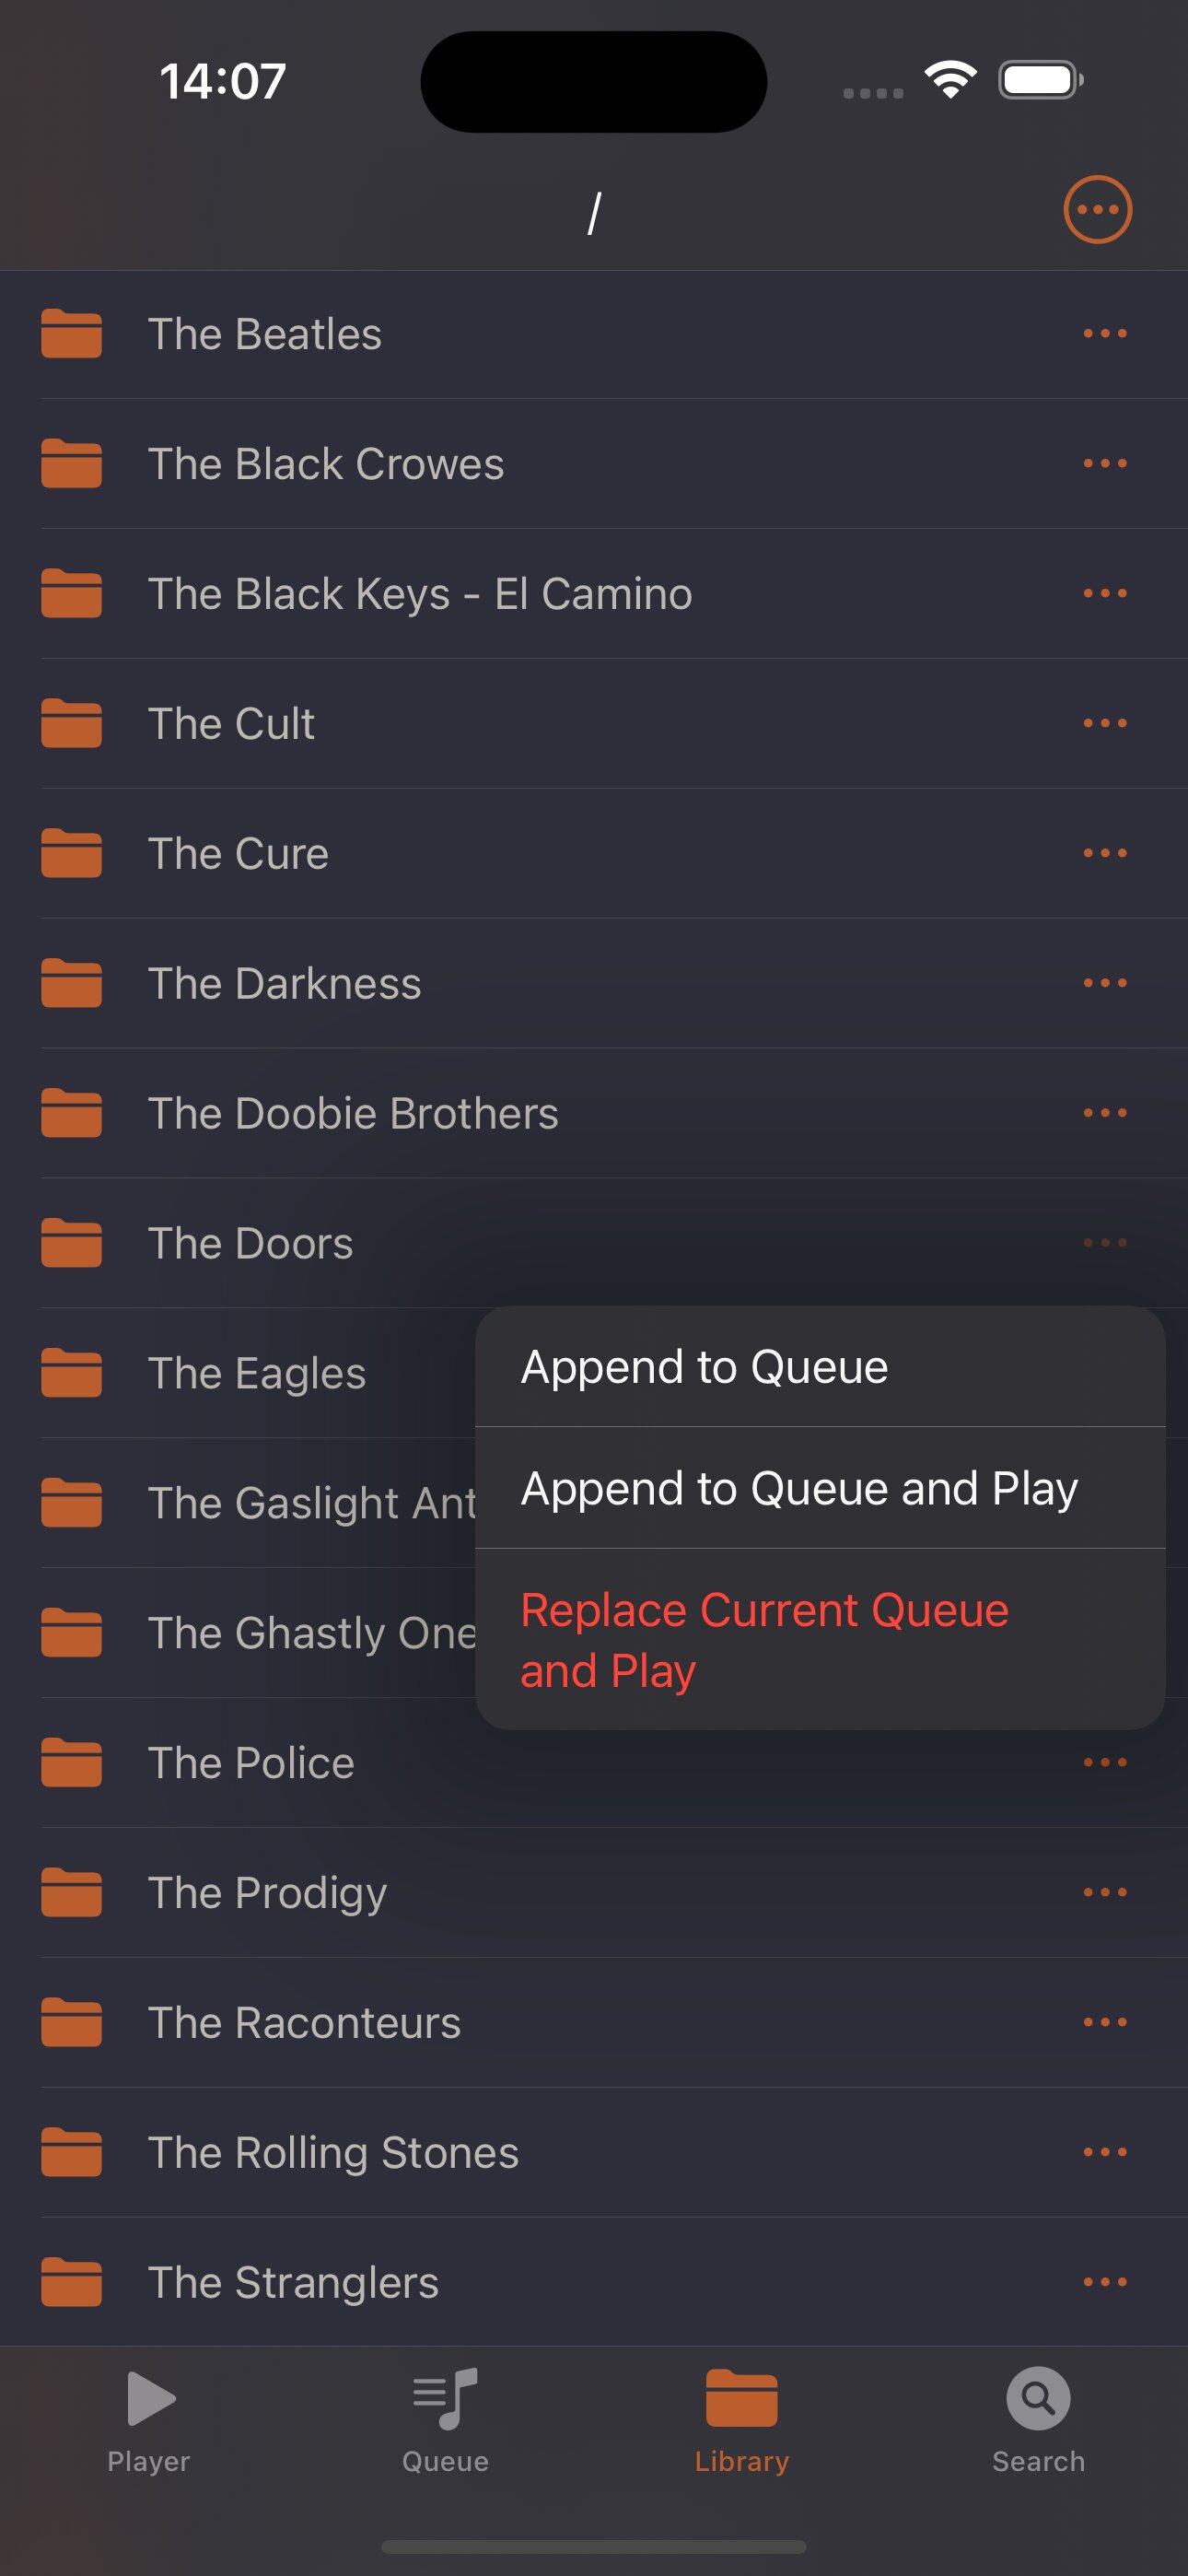 14:07
/
The Beatles
The Black Crowes
The Black Keys - El Camino
The Cult
The Cure
The Darkness
The Doobie Brothers
The Doors
The Eagles
The Gaslight Ant
The Ghastly One
Append to Queue
Append to Queue and Play
Replace Current Queue
and Play
The Police
The Prodigy
The Raconteurs
The Rolling Stones
The Stranglers
Player
Queue
Library
Search